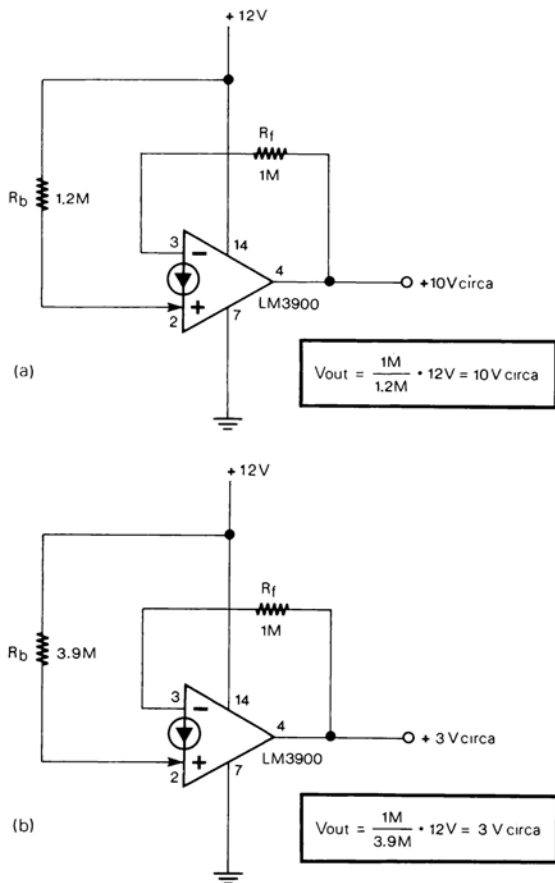 + 12V
Rf
1M
Rb
1.2M
3
−
14
4
+10V circa
LM3900
+
2
7
(a)
Vout = 1M/1.2M • 12V = 10V circa
+ 12V
Rf
1M
Rb
3.9M
3
−
14
4
+ 3 V circa
LM3900
+
2
7
(b)
Vout = 1M/3.9M • 12V = 3 V circa